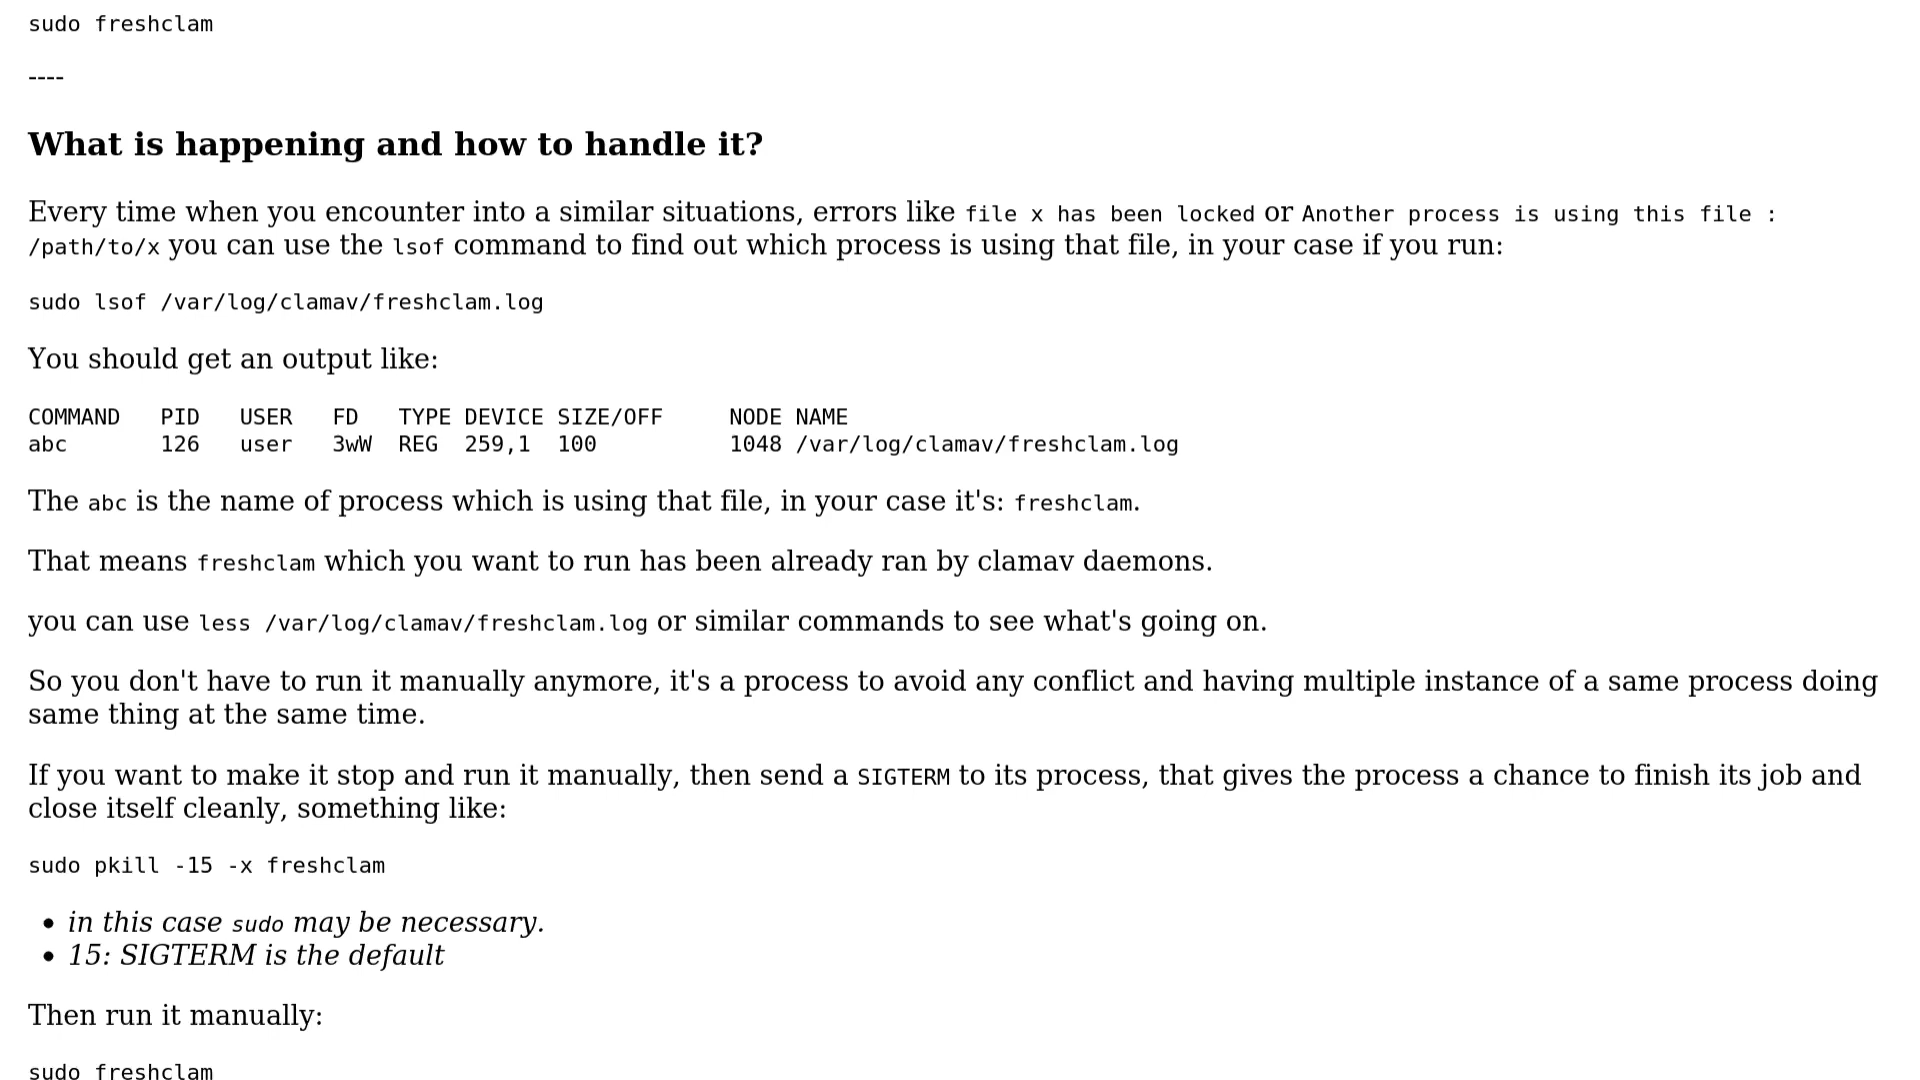 sudo freshclam
----
What is happening and how to handle it?
Every time when you encounter into a similar situations, errors like file x has been locked or Another process is using this file :
/path/to/x you can use the lsof command to find out which process is using that file, in your case if you run:
sudo lsof /var/log/clamav/freshclam.log
You should get an output like:
COMMAND   PID   USER   FD   TYPE DEVICE SIZE/OFF     NODE NAME
abc       126   user   3wW  REG  259,1  100          1048 /var/log/clamav/freshclam.log
The abc is the name of process which is using that file, in your case it's: freshclam.
That means freshclam which you want to run has been already ran by clamav daemons.
you can use less /var/log/clamav/freshclam.log or similar commands to see what's going on.
So you don't have to run it manually anymore, it's a process to avoid any conflict and having multiple instance of a same process doing
same thing at the same time.
If you want to make it stop and run it manually, then send a SIGTERM to its process, that gives the process a chance to finish its job and
close itself cleanly, something like:
sudo pkill -15 -x freshclam
• in this case sudo may be necessary.
• 15: SIGTERM is the default
Then run it manually:
sudo freshclam